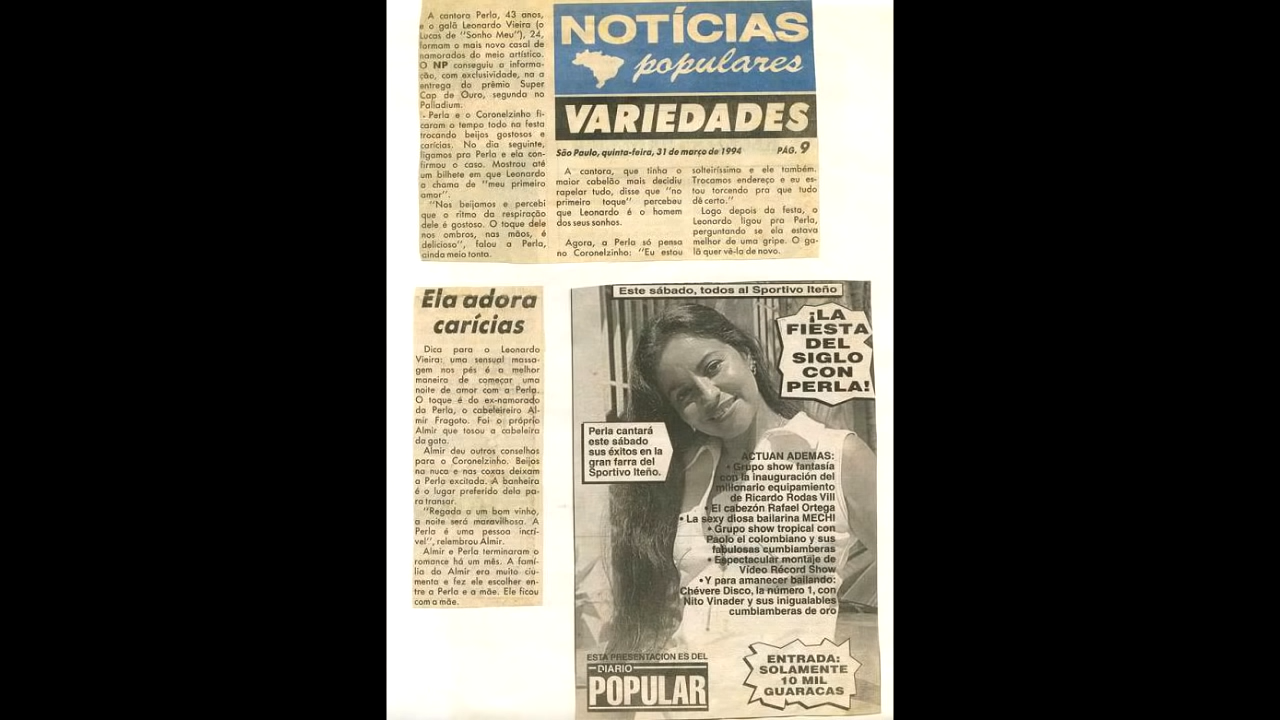 A cantora Perla, 43 anos,
e o galã Leonardo Vieira (o
Lucas de "Sonho Meu"), 24,
formam o mais novo casal de
namorados do meio artístico.
O NP conseguiu a informa-
ção, com exclusividade, na a
entrega do prêmio Super
Cap de Ouro, segunda no
Palladium.
- Perla e o Coronelzinho fi-
caram o tempo todo na festa
trocando beijos gostosos e
carícias. No dia seguinte,
ligamos pra Perla e ela con-
firmou o caso. Mostrou até
um bilhete em que Leonardo
a chama de "meu primeiro
amor".
"Nos beijamos e percebi
que o ritmo da respiração
dele é gostoso. O toque dele
nos ombros, nas mãos, é
delicioso", falou a Perla,
ainda meio tonta.
NOTÍCIAS
populares
VARIEDADES
São Paulo, quinta-feira, 31 de março de 1994 PÁG. 9
A cantora, que tinha o
maior cabelão mas decidiu
rapelar tudo, disse que "no
primeiro toque" percebeu
que Leonardo é o homem
dos seus sonhos.
Agora, a Perla só pensa
no Coronelzinho: "Eu estou
solteiríssima e ele também.
Trocamos endereço e eu es-
tou torcendo pra que tudo
dê certo."
Logo depois da festa, o
Leonardo ligou pra Perla,
perguntando se ela estava
melhor de uma gripe. O ga-
lã quer vê-la de novo.
Ela adora
carícias
Dica para o Leonardo
Vieira: uma sensual massa-
gem nos pés é a melhor
maneira de começar uma
noite de amor com a Perla.
O toque é do ex-namorado
da Perla, o cabeleireiro Al-
mir Fragoto. Foi o próprio
Almir que tosou a cabeleira
da gata.
Almir deu outros conselhos
para o Coronelzinho. Beijos
na nuca e nas coxas deixam
a Perla excitada. A banheira
é o lugar preferido dela pa-
ra transar.
"Regada a um bom vinho,
a noite será maravilhosa. A
Perla é uma pessoa incrí-
vel", relembrou Almir.
Almir e Perla terminaram o
romance há um mês. A famí-
lia do Almir era muito ciu-
menta e fez ele escolher en-
tre a Perla e a mãe. Ele ficou
com a mãe.
Este sábado, todos al Sportivo Iteño
¡LA
FIESTA
DEL
SIGLO
CON
PERLA!
Perla cantará
este sábado
sus éxitos en la
gran farra del
Sportivo Iteño.
ACTUAN ADEMAS:
• Grupo show fantasía
con la inauguración del
millonario equipamiento
de Ricardo Rodas Vill
• El cabezón Rafael Ortega
• La sexy diosa bailarina MECHI
• Grupo show tropical con
Paolo el colombiano y sus
fabulosas cumbiamberas
• Espectacular montaje de
Vídeo Récord Show
• Y para amanecer bailando:
Chévere Disco, la número 1, con
Nito Vinader y sus inigualables
cumbiamberas de oro
ESTA PRESENTACION ES DEL
DIARIO
POPULAR
ENTRADA:
SOLAMENTE
10 MIL
GUARACAS